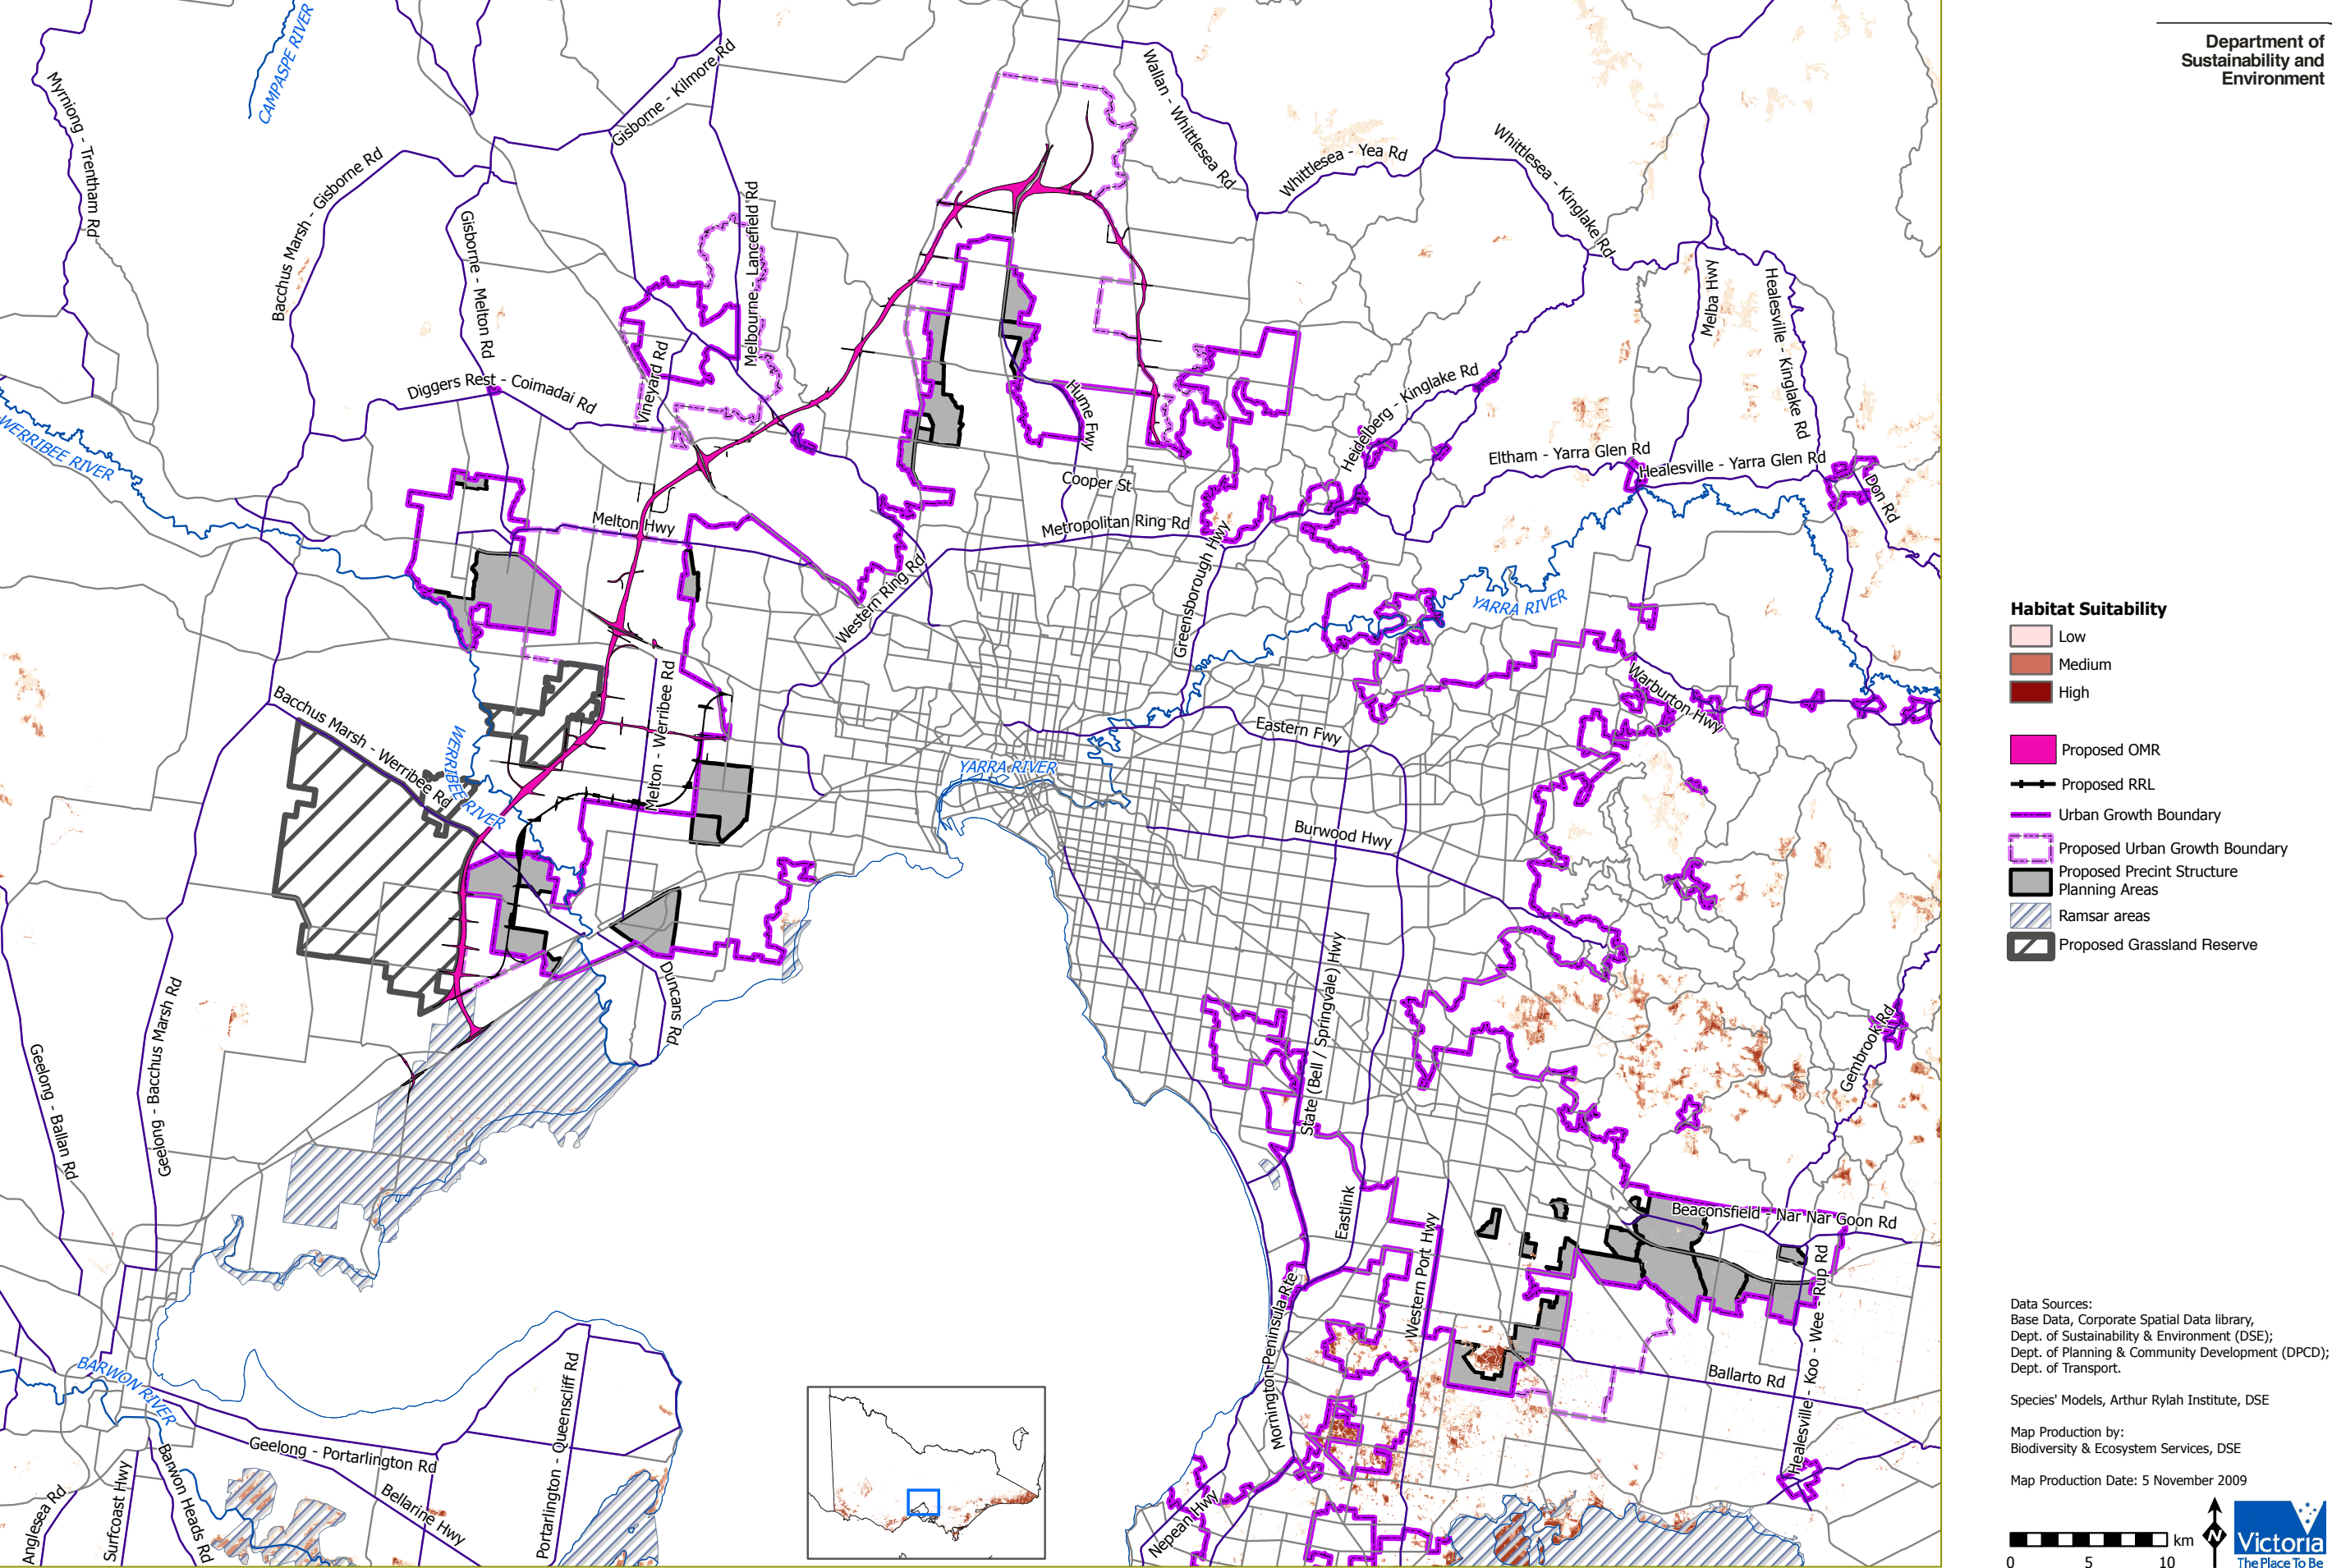 Department of
Sustainability and
Environment
CAMPASPE RIVER
Myrniong - Trentham Rd
Bacchus Marsh - Gisborne Rd
Gisborne - Kilmore Rd
Gisborne - Melton Rd
Melbourne - Lancefield Rd
Wallan - Whittlesea Rd
Whittlesea - Yea Rd
Whittlesea - Kinglake Rd
Melba Hwy
Healesville - Kinglake Rd
Vineyard Rd
Diggers Rest - Coimadai Rd
Hume Fwy
Heidelberg - Kinglake Rd
WERRIBEE RIVER
Melton Hwy
Cooper St
Metropolitan Ring Rd
Eltham - Yarra Glen Rd
Healesville - Yarra Glen Rd
Don Rd
Western Ring Rd
Greensborough Hwy
YARRA RIVER
Bacchus Marsh - Werribee Rd
WERRIBEE RIVER
Melton - Werribee Rd
Eastern Fwy
Warburton Hwy
YARRA RIVER
Burwood Hwy
Duncans Rd
State (Bell / Springvale) Hwy
Gembrook Rd
Geelong - Ballan Rd
Geelong - Bacchus Marsh Rd
Eastlink
Western Port Hwy
Beaconsfield - Nar Nar Goon Rd
Mornington Peninsula Rte
Healesville - Koo - Wee - Rup Rd
Ballarto Rd
BARWON RIVER
Geelong - Portarlington Rd
Portarlington - Queenscliff Rd
Bellarine Hwy
Barwon Heads Rd
Surfcoast Hwy
Anglesea Rd
Nepean Hwy
Habitat Suitability
Low
Medium
High
Proposed OMR
Proposed RRL
Urban Growth Boundary
Proposed Urban Growth Boundary
Proposed Precint Structure
Planning Areas
Ramsar areas
Proposed Grassland Reserve
Data Sources:
Base Data, Corporate Spatial Data library,
Dept. of Sustainability & Environment (DSE);
Dept. of Planning & Community Development (DPCD);
Dept. of Transport.
Species' Models, Arthur Rylah Institute, DSE
Map Production by:
Biodiversity & Ecosystem Services, DSE
Map Production Date: 5 November 2009
km
0 5 10
N
Victoria
The Place To Be